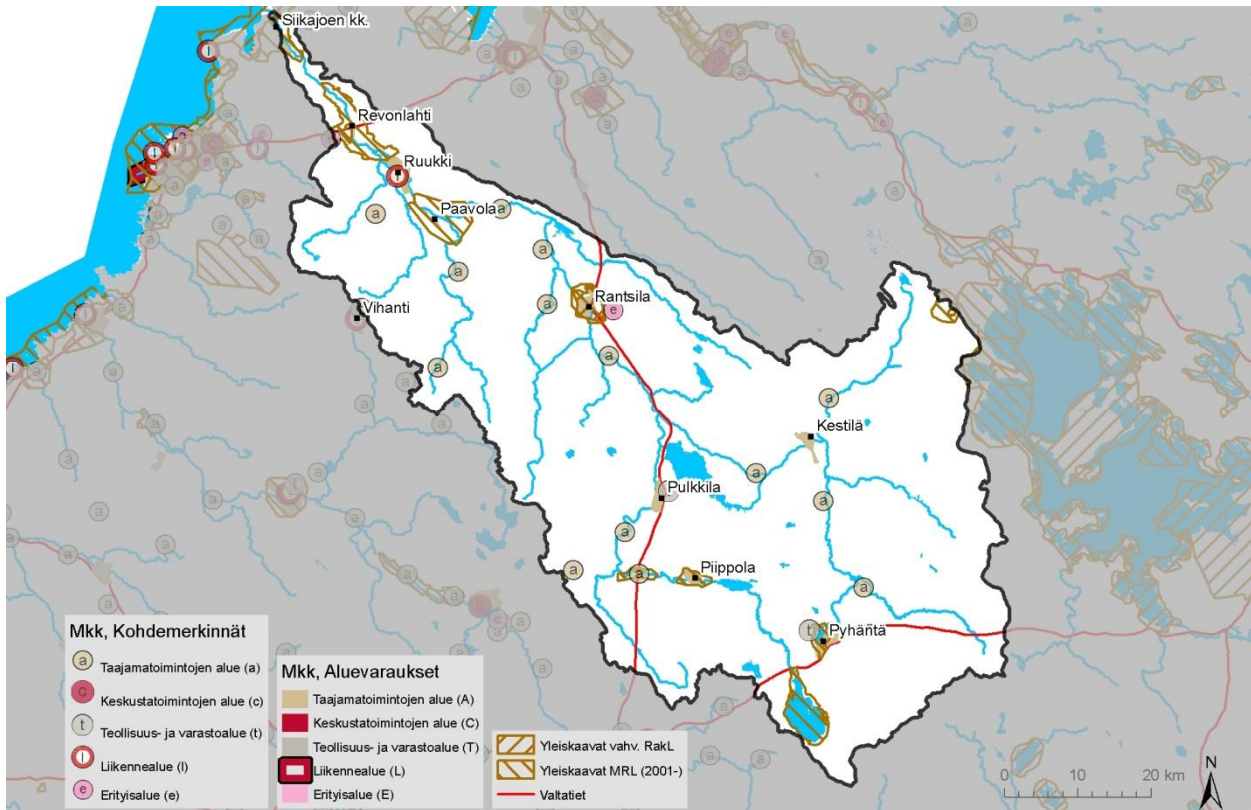 Siikajoen kk.
Revonlahti
Ruukki
Paavola
Vihanti
Rantsila
Kestilä
Pulkkila
Piippola
Pyhäntä
Mkk, Kohdemerkinnät
a Taajamatoimintojen alue (a)
c Keskustatoimintojen alue (c)
t Teollisuus- ja varastoalue (t)
l Liikennealue (l)
e Erityisalue (e)
Mkk, Aluevaraukset
Taajamatoimintojen alue (A)
Keskustatoimintojen alue (C)
Teollisuus- ja varastoalue (T)
Liikennealue (L)
Erityisalue (E)
Yleiskaavat vahv. RakL
Yleiskaavat MRL (2001-)
Valtatiet
0 10 20 km
N